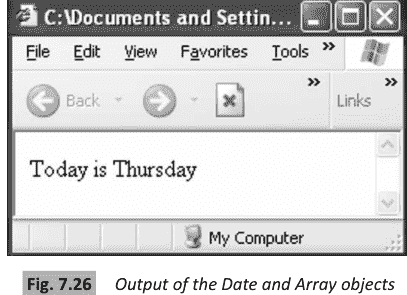 C:\Documents and Settin...
File Edit View Favorites Tools »
Back » Links »
Today is Thursday
My Computer
Fig. 7.26 Output of the Date and Array objects